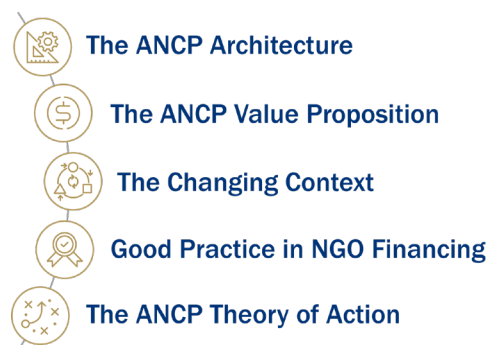 The ANCP Architecture
The ANCP Value Proposition
The Changing Context
Good Practice in NGO Financing
The ANCP Theory of Action